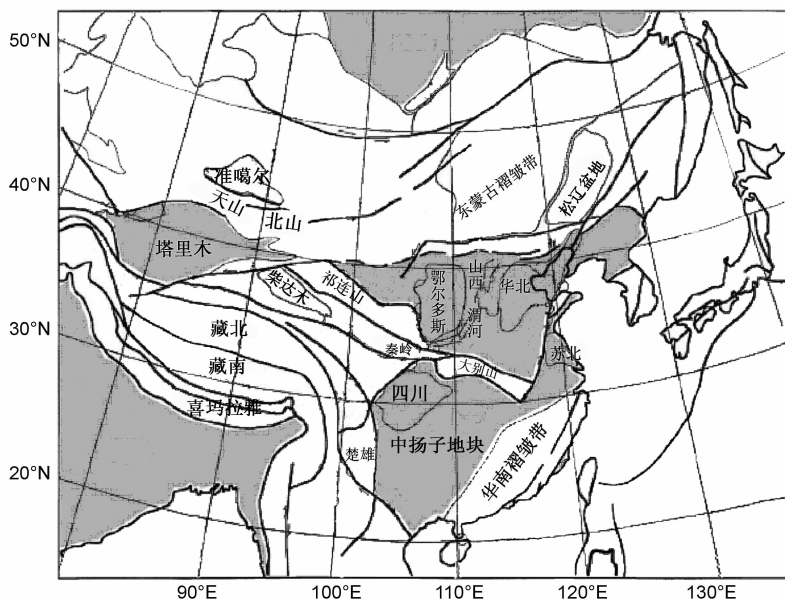 50°N
40°N
30°N
20°N
准噶尔
天山
北山
塔里木
东蒙古褶皱带
松辽盆地
柴达木
祁连山
鄂尔多斯
山西
渭河
华北
藏北
藏南
喜玛拉雅
秦岭
大别山
苏北
四川
楚雄
中扬子地块
华南褶皱带
90°E
100°E
110°E
120°E
130°E